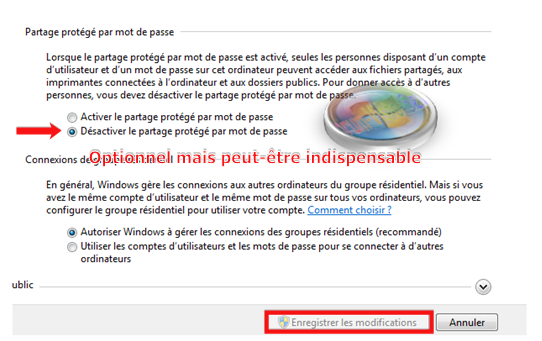 Partage protégé par mot de passe
Lorsque le partage protégé par mot de passe est activé, seules les personnes disposant d'un compte
d'utilisateur et d'un mot de passe sur cet ordinateur peuvent accéder aux fichiers partagés, aux
imprimantes connectées à l'ordinateur et aux dossiers publics. Pour donner accès à d'autres
personnes, vous devez désactiver le partage protégé par mot de passe.
Activer le partage protégé par mot de passe
Désactiver le partage protégé par mot de passe
Optionnel mais peut-être indispensable
Connexions de
En général, Windows gère les connexions aux autres ordinateurs du groupe résidentiel. Mais si vous
avez le même compte d'utilisateur et le même mot de passe sur tous vos ordinateurs, vous pouvez
configurer le groupe résidentiel pour utiliser votre compte. Comment choisir ?
Autoriser Windows à gérer les connexions des groupes résidentiels (recommandé)
Utiliser les comptes d'utilisateurs et les mots de passe pour se connecter à d'autres
ordinateurs
ublic
Enregistrer les modifications
Annuler